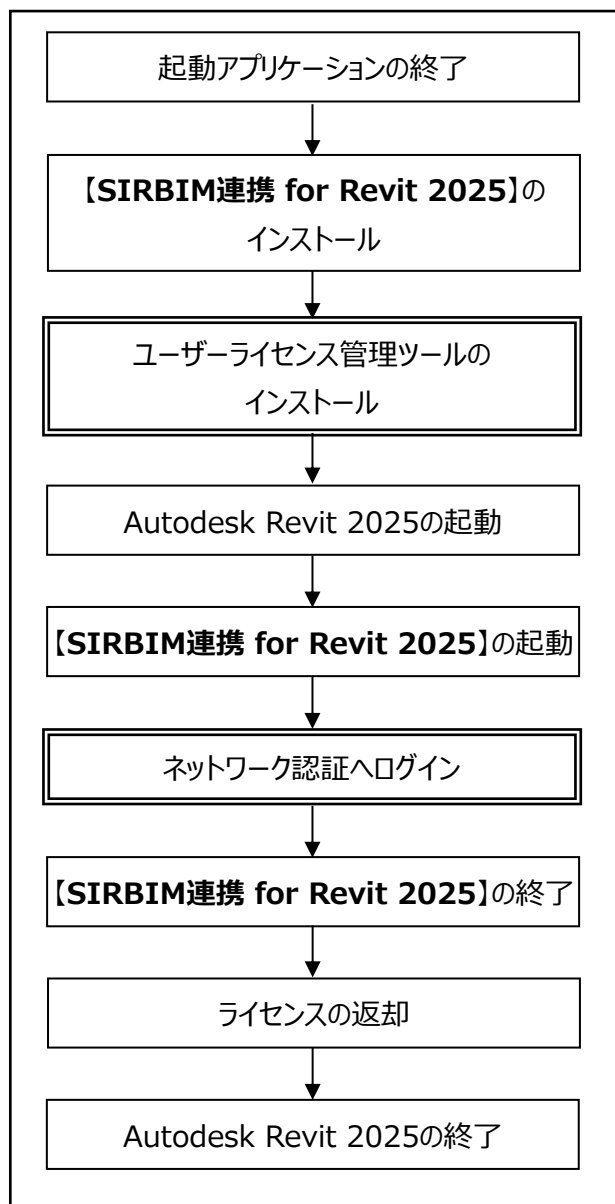 起動アプリケーションの終了
【SIRBIM連携 for Revit 2025】の
インストール
ユーザーライセンス管理ツールの
インストール
Autodesk Revit 2025の起動
【SIRBIM連携 for Revit 2025】の起動
ネットワーク認証へログイン
【SIRBIM連携 for Revit 2025】の終了
ライセンスの返却
Autodesk Revit 2025の終了